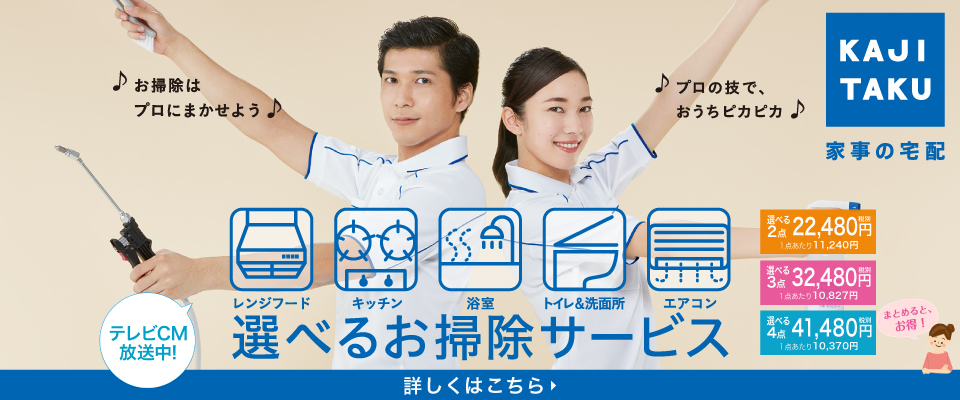 ♪お掃除は
プロにまかせよう♪
♪プロの技で、
おうちピカピカ♪
KAJI
TAKU
家事の宅配
レンジフード
キッチン
浴室
トイレ&洗面所
エアコン
選べるお掃除サービス
選べる2点 22,480円 税別
1点あたり11,240円
選べる3点 32,480円 税別
1点あたり10,827円
選べる4点 41,480円 税別
1点あたり10,370円
まとめると、
お得！
テレビCM
放送中!
詳しくはこちら